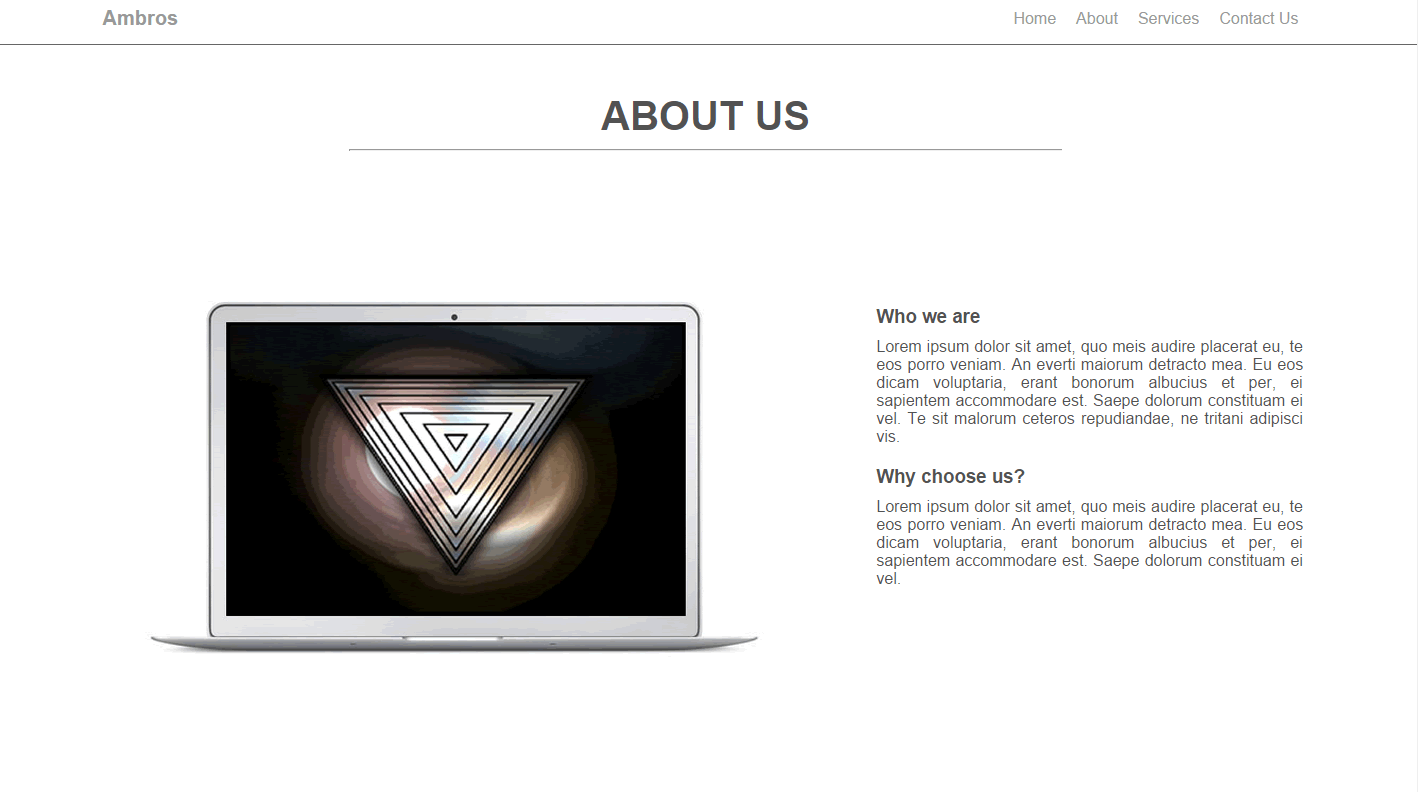 Ambros
Home About Services Contact Us
ABOUT US
Who we are
Lorem ipsum dolor sit amet, quo meis audire placerat eu, te
eos porro veniam. An everti maiorum detracto mea. Eu eos
dicam voluptaria, erant bonorum albucius et per, ei
sapientem accommodare est. Saepe dolorum constituam ei
vel. Te sit malorum ceteros repudiandae, ne tritani adipisci
vis.
Why choose us?
Lorem ipsum dolor sit amet, quo meis audire placerat eu, te
eos porro veniam. An everti maiorum detracto mea. Eu eos
dicam voluptaria, erant bonorum albucius et per, ei
sapientem accommodare est. Saepe dolorum constituam ei
vel.